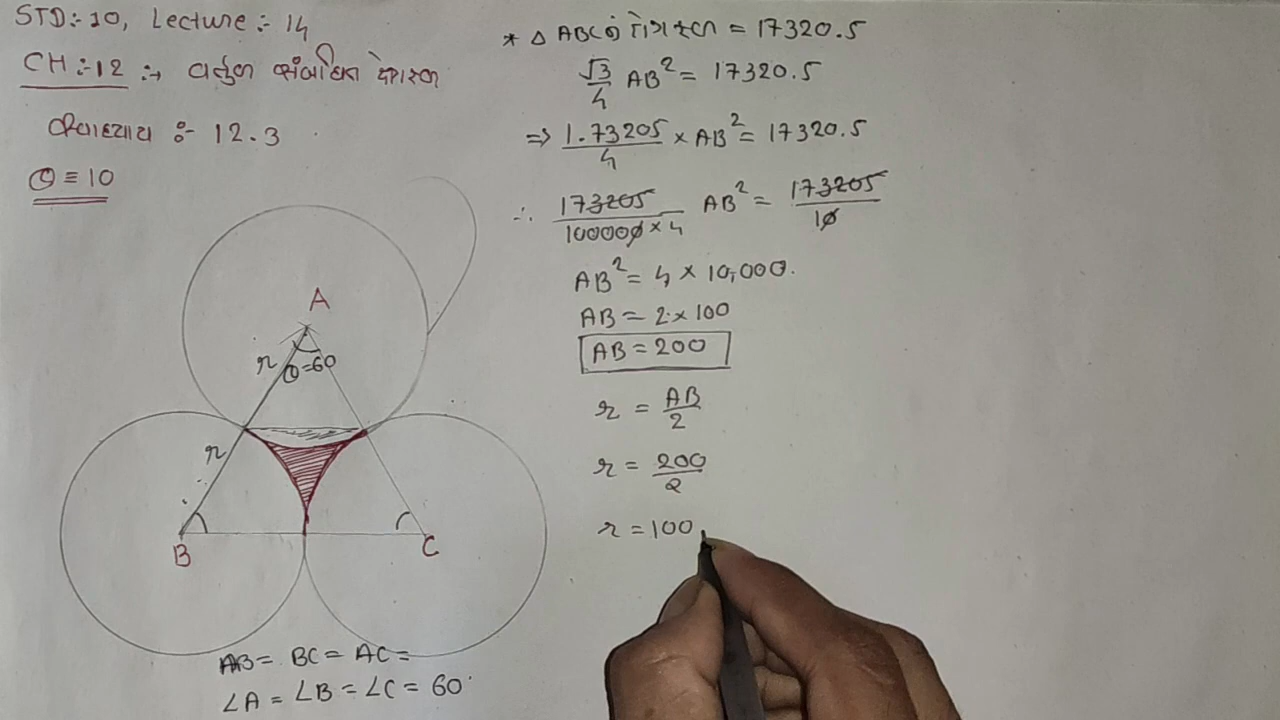 STD:- 10, Lecture :- 14
CH :- 12 :- વર્તુળ સંબંધિત ક્ષેત્રફળ
સ્વાધ્યાય :- 12.3
Q = 10
A
r
θ=60
r
B
C
AB = BC = AC =
∠A = ∠B = ∠C = 60
* △ ABC નું ક્ષેત્રફળ = 17320.5
√3/4 AB² = 17320.5
⇒ 1.73205/4 × AB² = 17320.5
∴ 173205/(100000 × 4) AB² = 173205/10
AB² = 4 × 10,000.
AB = 2 × 100
AB = 200
r = AB/2
r = 200/2
r = 100